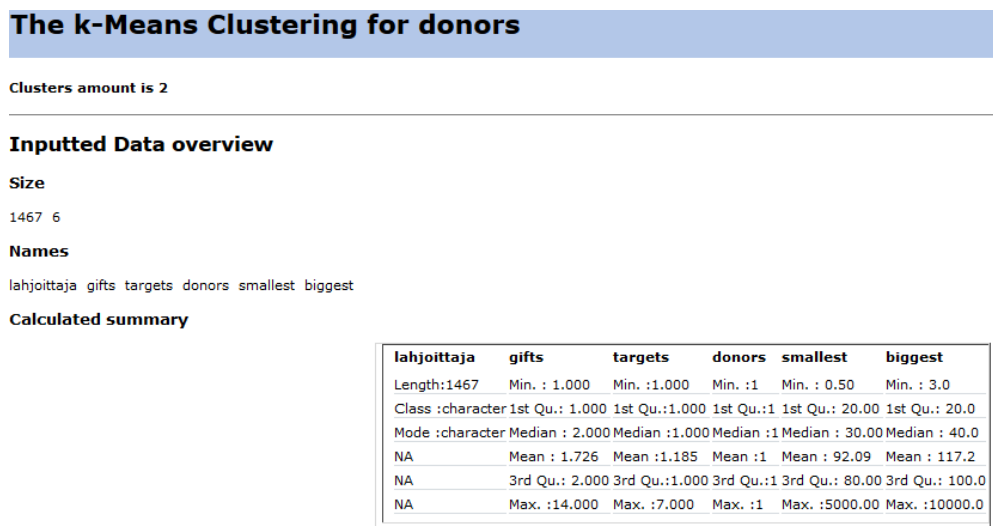 The k-Means Clustering for donors
Clusters amount is 2
Inputted Data overview
Size
1467 6
Names
lahjoittaja gifts targets donors smallest biggest
Calculated summary
lahjoittaja gifts targets donors smallest biggest
Length:1467 Min. : 1.000 Min. :1.000 Min. :1 Min. : 0.50 Min. : 3.0
Class :character 1st Qu.: 1.000 1st Qu.:1.000 1st Qu.:1 1st Qu.: 20.00 1st Qu.: 20.0
Mode :character Median : 2.000 Median :1.000 Median :1 Median : 30.00 Median : 40.0
NA Mean : 1.726 Mean :1.185 Mean :1 Mean : 92.09 Mean : 117.2
NA 3rd Qu.: 2.000 3rd Qu.:1.000 3rd Qu.:1 3rd Qu.: 80.00 3rd Qu.: 100.0
NA Max. :14.000 Max. :7.000 Max. :1 Max. :5000.00 Max. :10000.0